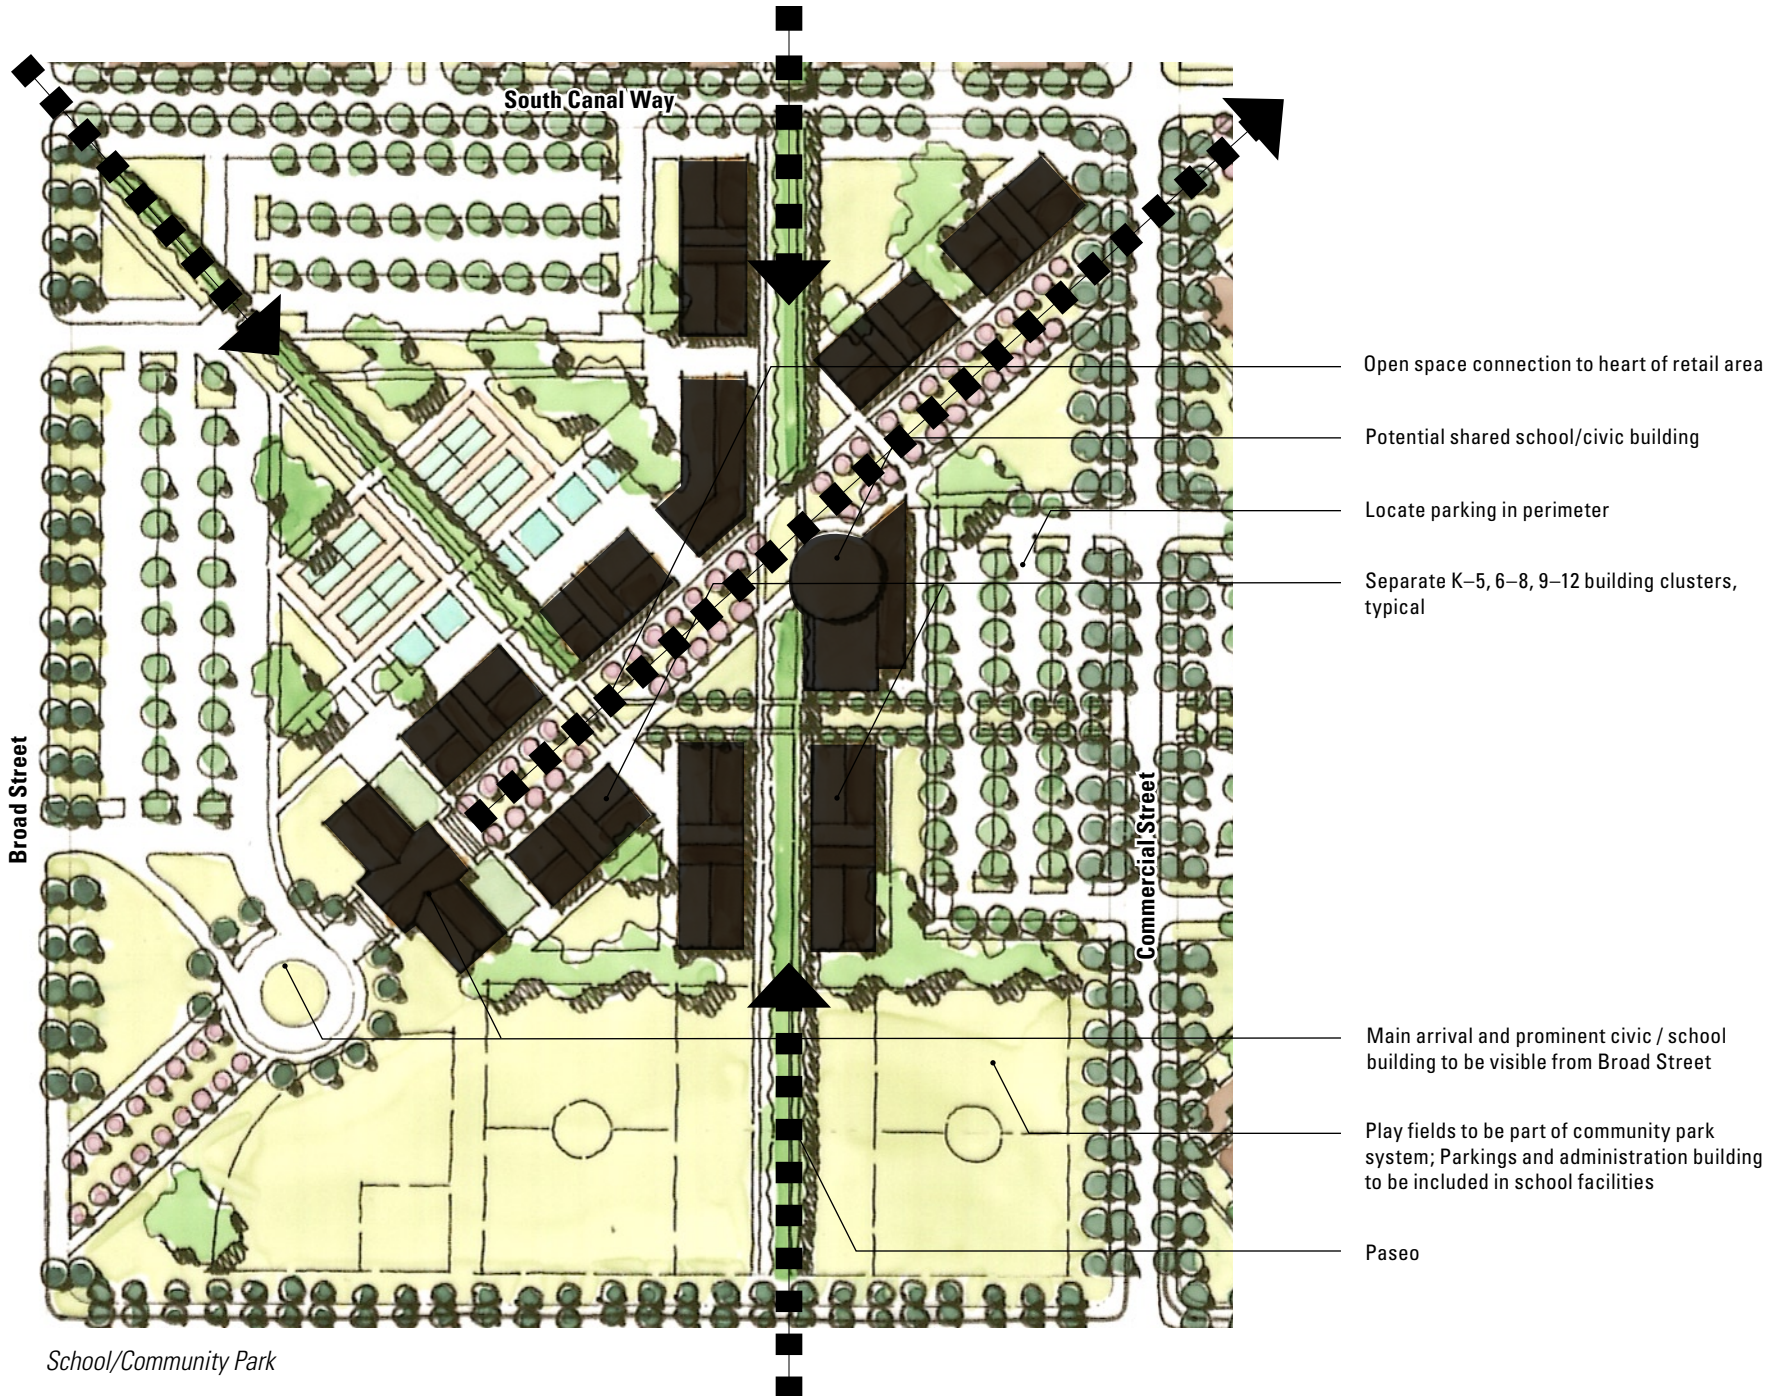 South Canal Way
Open space connection to heart of retail area
Potential shared school/civic building
Locate parking in perimeter
Separate K–5, 6–8, 9–12 building clusters,
typical
Broad Street
Commercial Street
Main arrival and prominent civic / school
building to be visible from Broad Street
Play fields to be part of community park
system; Parkings and administration building
to be included in school facilities
Paseo
School/Community Park